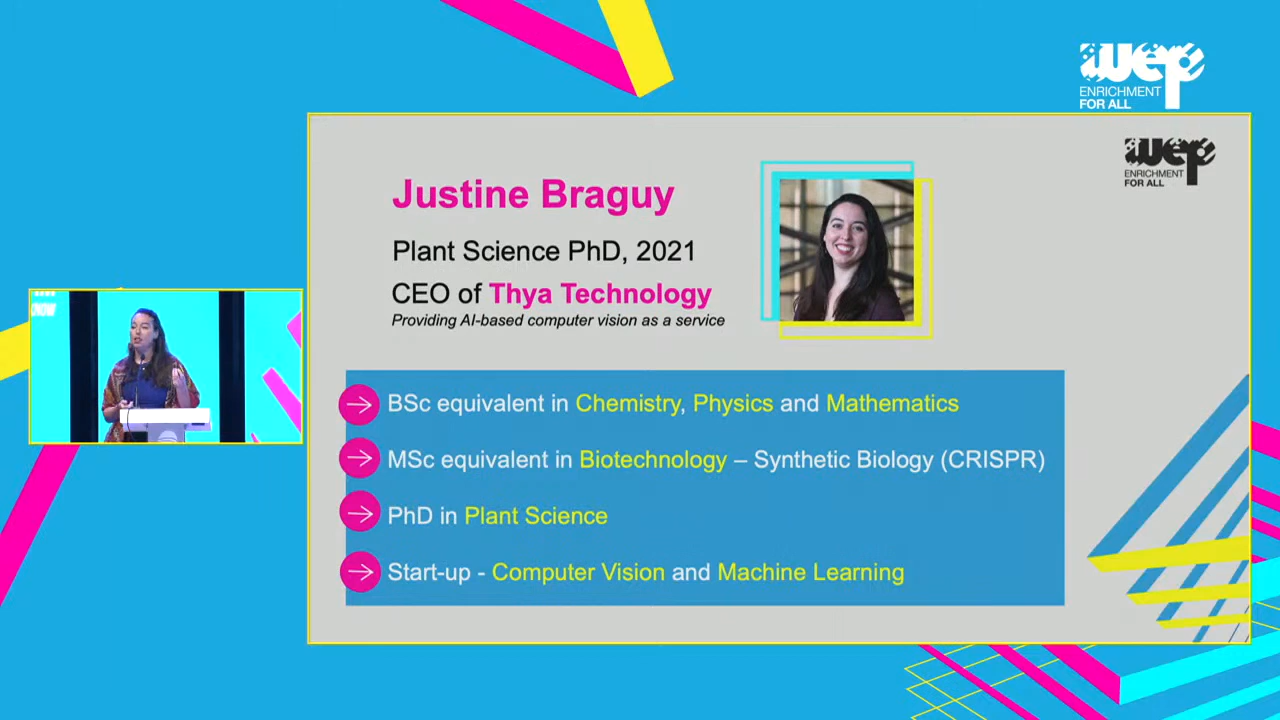 wep
ENRICHMENT
FOR ALL
wep
ENRICHMENT
FOR ALL
Justine Braguy
Plant Science PhD, 2021
CEO of Thya Technology
Providing AI-based computer vision as a service
BSc equivalent in Chemistry, Physics and Mathematics
MSc equivalent in Biotechnology – Synthetic Biology (CRISPR)
PhD in Plant Science
Start-up - Computer Vision and Machine Learning